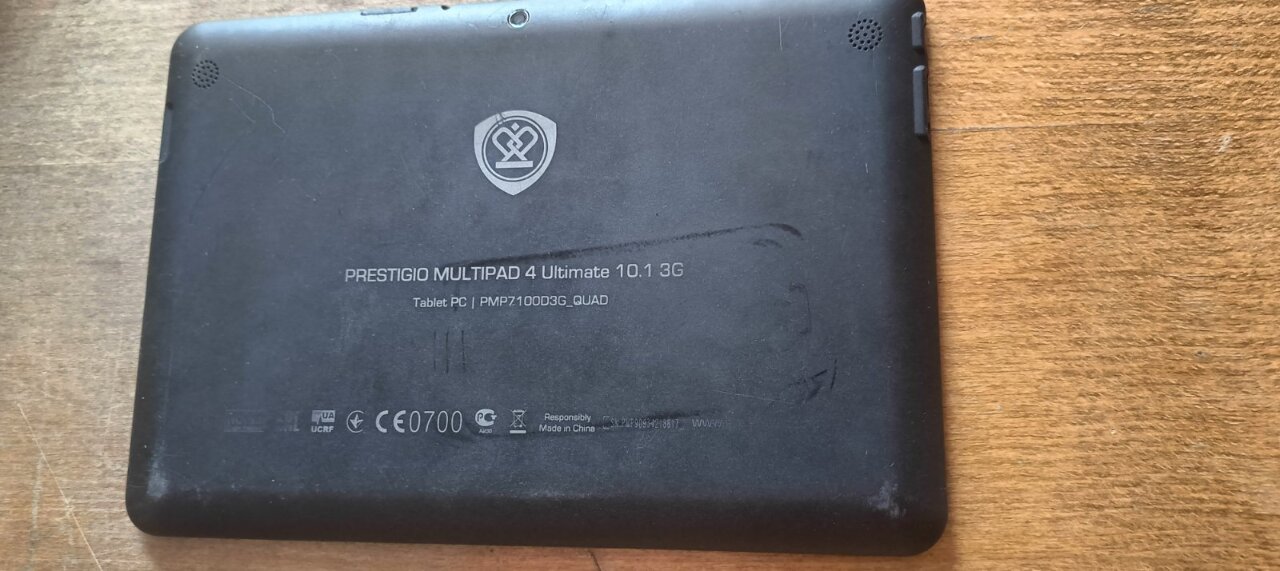 PRESTIGIO MULTIPAD 4 Ultimate 10.1 3G
Tablet PC | PMP7100D3G_QUAD
UA
UCRF
CE0700
Responsibly
Made in China